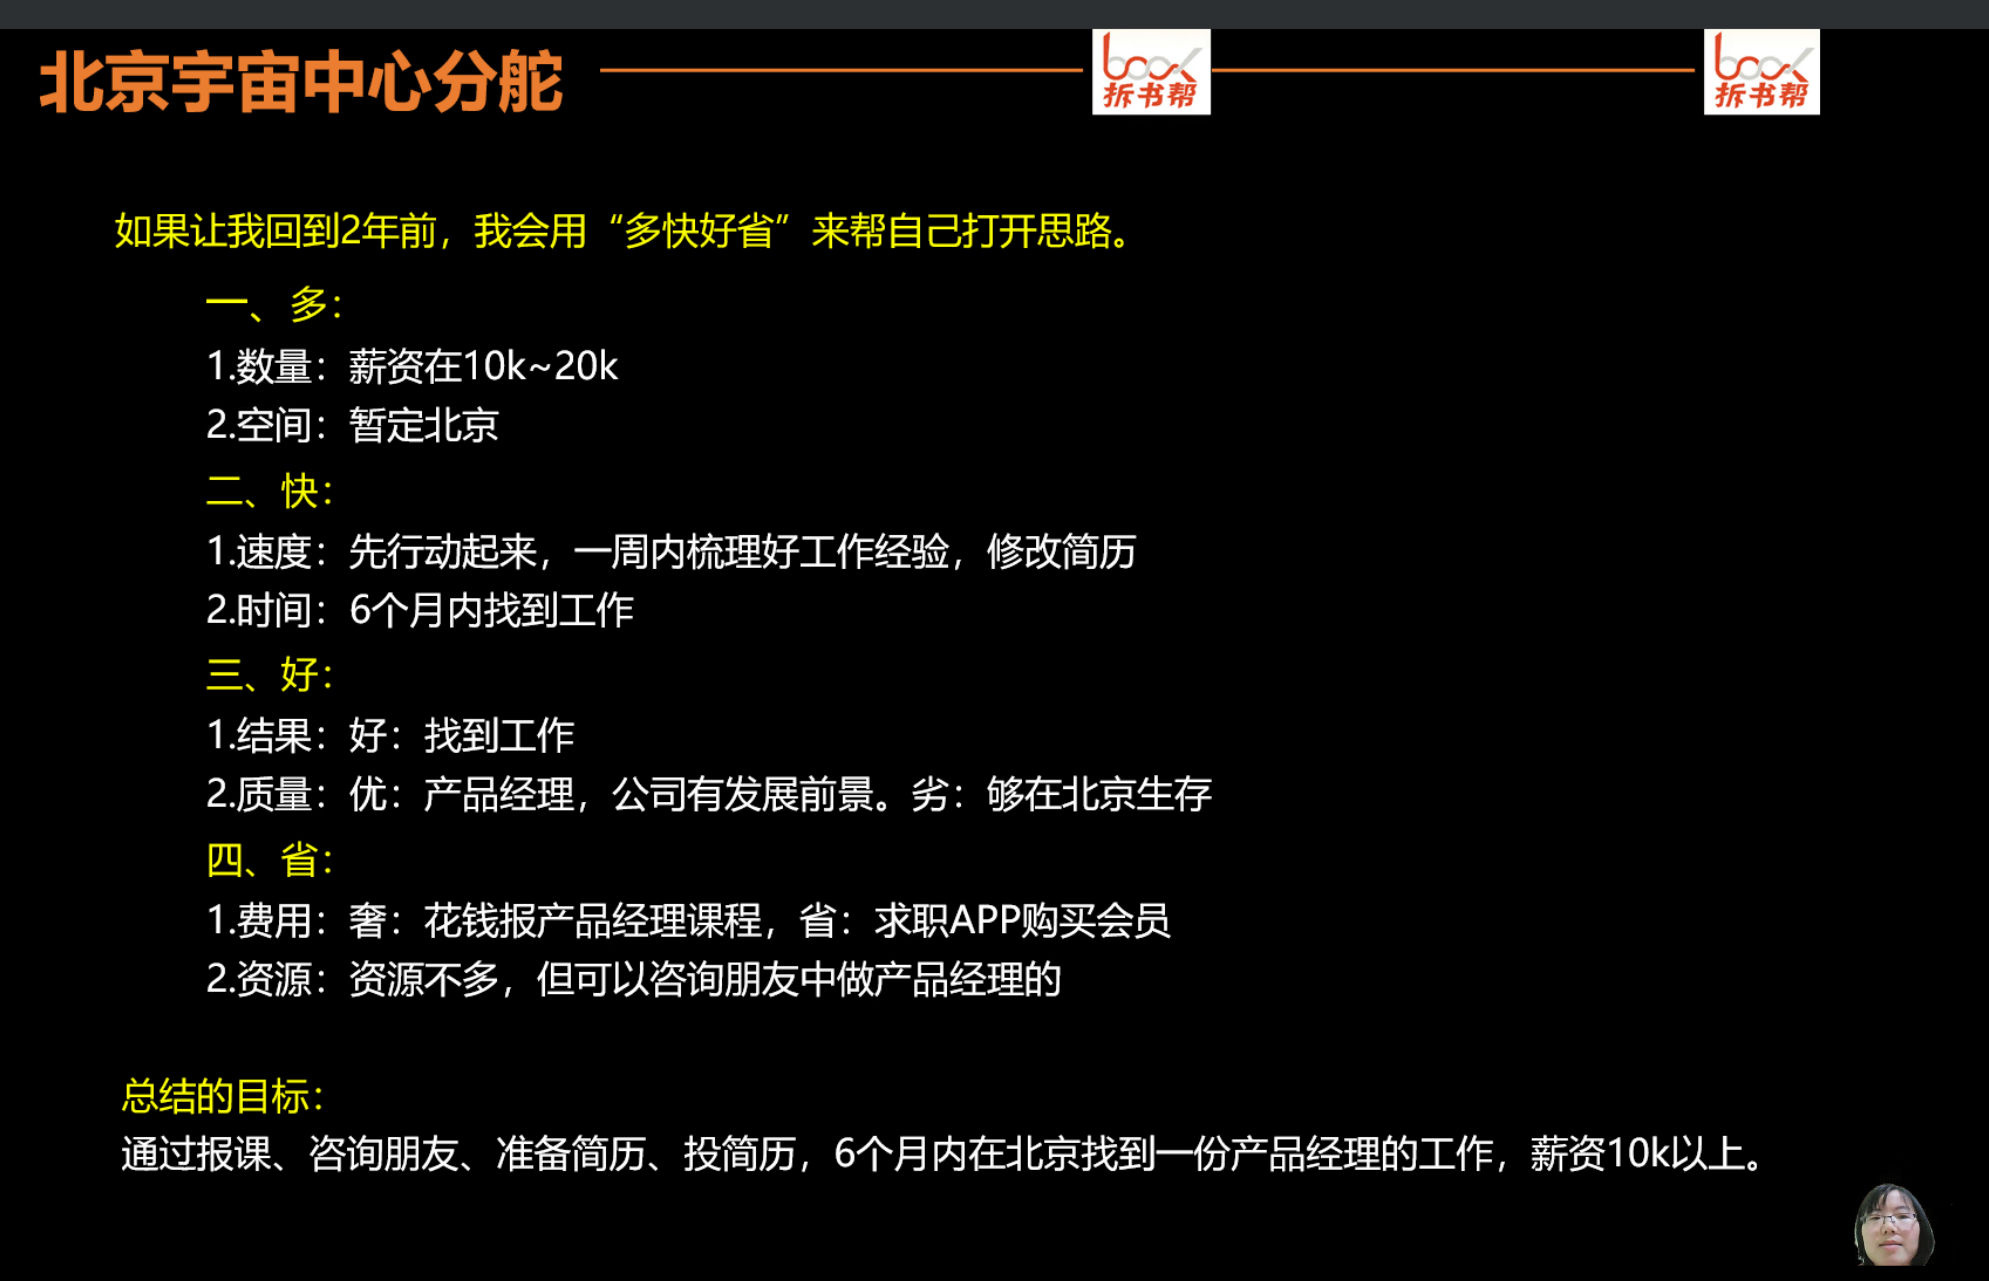 北京宇宙中心分舵
book
拆书帮
book
拆书帮
如果让我回到2年前，我会用“多快好省”来帮自己打开思路。
一、多：
1.数量：薪资在10k~20k
2.空间：暂定北京
二、快：
1.速度：先行动起来，一周内梳理好工作经验，修改简历
2.时间：6个月内找到工作
三、好：
1.结果：好：找到工作
2.质量：优：产品经理，公司有发展前景。劣：够在北京生存
四、省：
1.费用：奢：花钱报产品经理课程，省：求职APP购买会员
2.资源：资源不多，但可以咨询朋友中做产品经理的
总结的目标：
通过报课、咨询朋友、准备简历、投简历，6个月内在北京找到一份产品经理的工作，薪资10k以上。